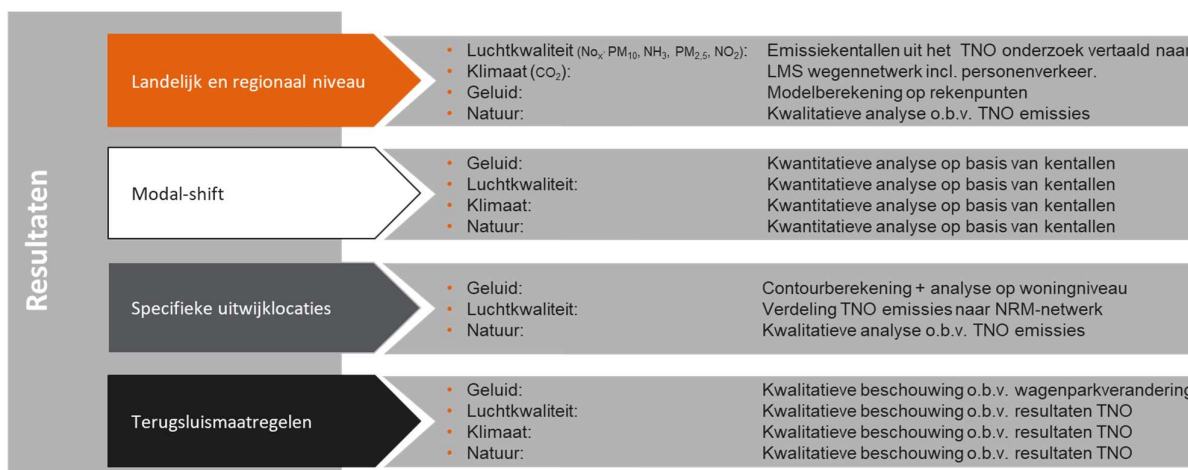 Resultaten
Landelijk en regionaal niveau
• Luchtkwaliteit (Nox, PM10, NH3, PM2,5, NO2): Emissiekentallen uit het TNO onderzoek vertaald naar
• Klimaat (CO2): LMS wegennetwerk incl. personenverkeer.
• Geluid: Modelberekening op rekenpunten
• Natuur: Kwalitatieve analyse o.b.v. TNO emissies
Modal-shift
• Geluid: Kwantitatieve analyse op basis van kentallen
• Luchtkwaliteit: Kwantitatieve analyse op basis van kentallen
• Klimaat: Kwantitatieve analyse op basis van kentallen
• Natuur: Kwantitatieve analyse op basis van kentallen
Specifieke uitwijklocaties
• Geluid: Contourberekening + analyse op woningniveau
• Luchtkwaliteit: Verdeling TNO emissies naar NRM-netwerk
• Natuur: Kwalitatieve analyse o.b.v. TNO emissies
Terugsluismaatregelen
• Geluid: Kwalitatieve beschouwing o.b.v. wagenparkverandering
• Luchtkwaliteit: Kwalitatieve beschouwing o.b.v. resultaten TNO
• Klimaat: Kwalitatieve beschouwing o.b.v. resultaten TNO
• Natuur: Kwalitatieve beschouwing o.b.v. resultaten TNO